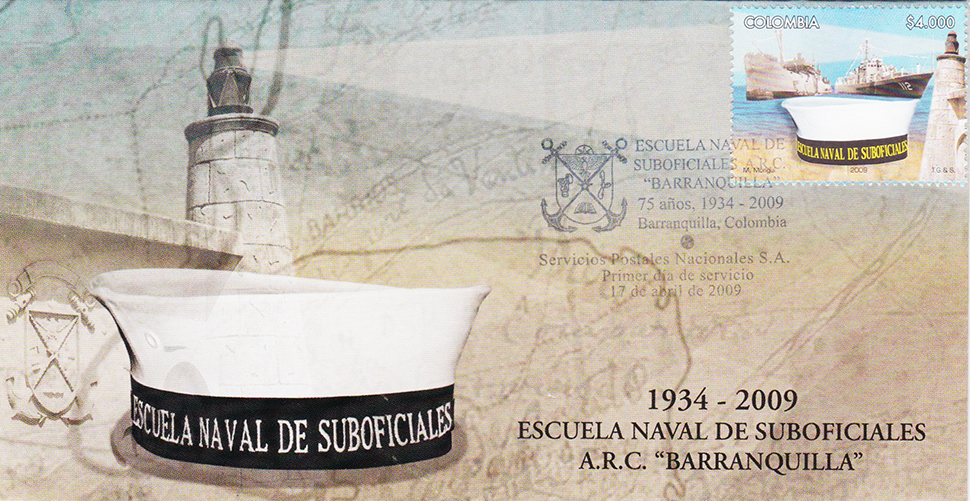 COLOMBIA $4.000
ESCUELA NAVAL DE SUBOFICIALES
2009 T.G.& S.
ESCUELA NAVAL DE
SUBOFICIALES A.R.C.
“BARRANQUILLA”
75 años, 1934 - 2009
Barranquilla, Colombia
Servicios Postales Nacionales S.A.
Primer día de servicio
17 de abril de 2009
ESCUELA NAVAL DE SUBOFICIALES
1934 - 2009
ESCUELA NAVAL DE SUBOFICIALES
A.R.C. “BARRANQUILLA”